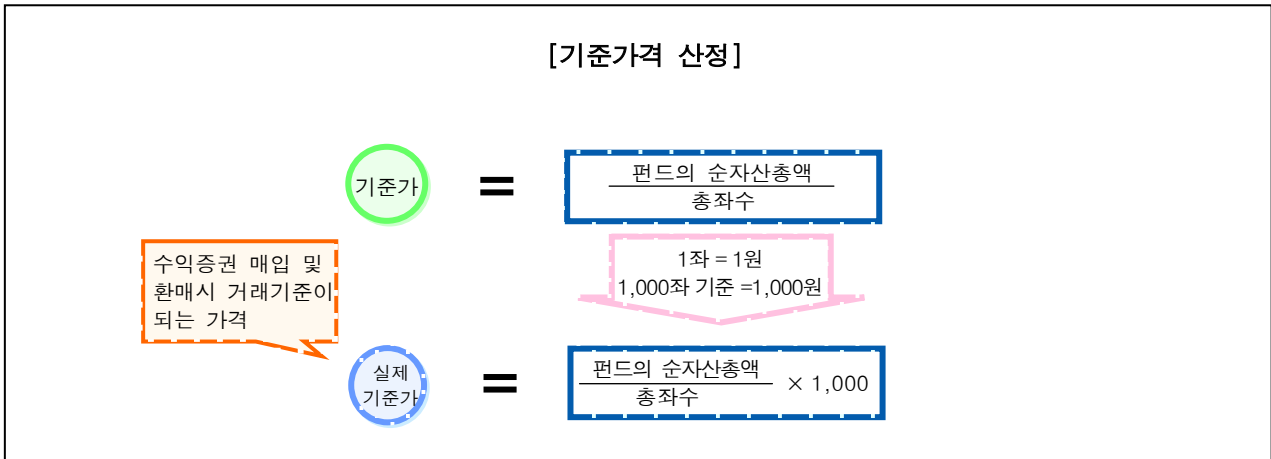 [기준가격 산정]
기준가
=
펀드의 순자산총액
총좌수
1좌 = 1원
1,000좌 기준 =1,000원
수익증권 매입 및
환매시 거래기준이
되는 가격
실제
기준가
=
펀드의 순자산총액
총좌수
× 1,000